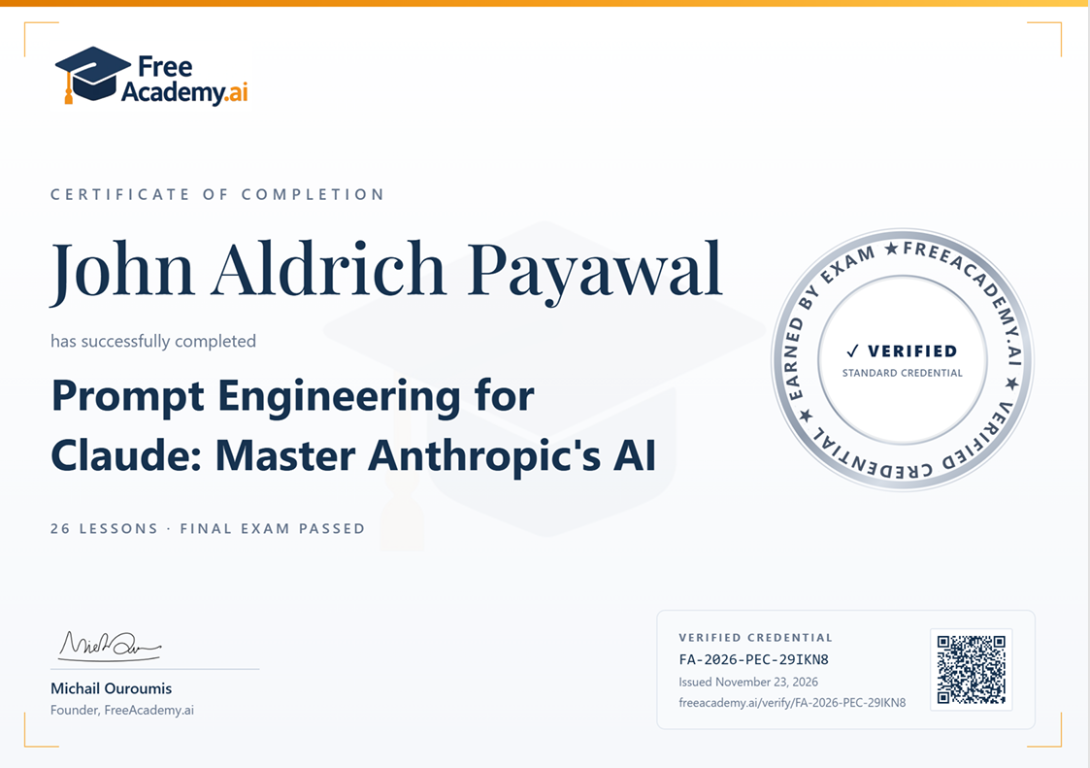 Free
Academy.ai
CERTIFICATE OF COMPLETION
John Aldrich Payawal
has successfully completed
Prompt Engineering for
Claude: Master Anthropic's AI
26 LESSONS · FINAL EXAM PASSED
EARNED BY EXAM ★ FREEACADEMY.AI ★ VERIFIED CREDENTIAL ★
✓ VERIFIED
STANDARD CREDENTIAL
Michail Ouroumis
Founder, FreeAcademy.ai
VERIFIED CREDENTIAL
FA-2026-PEC-29IKN8
Issued November 23, 2026
freeacademy.ai/verify/FA-2026-PEC-29IKN8